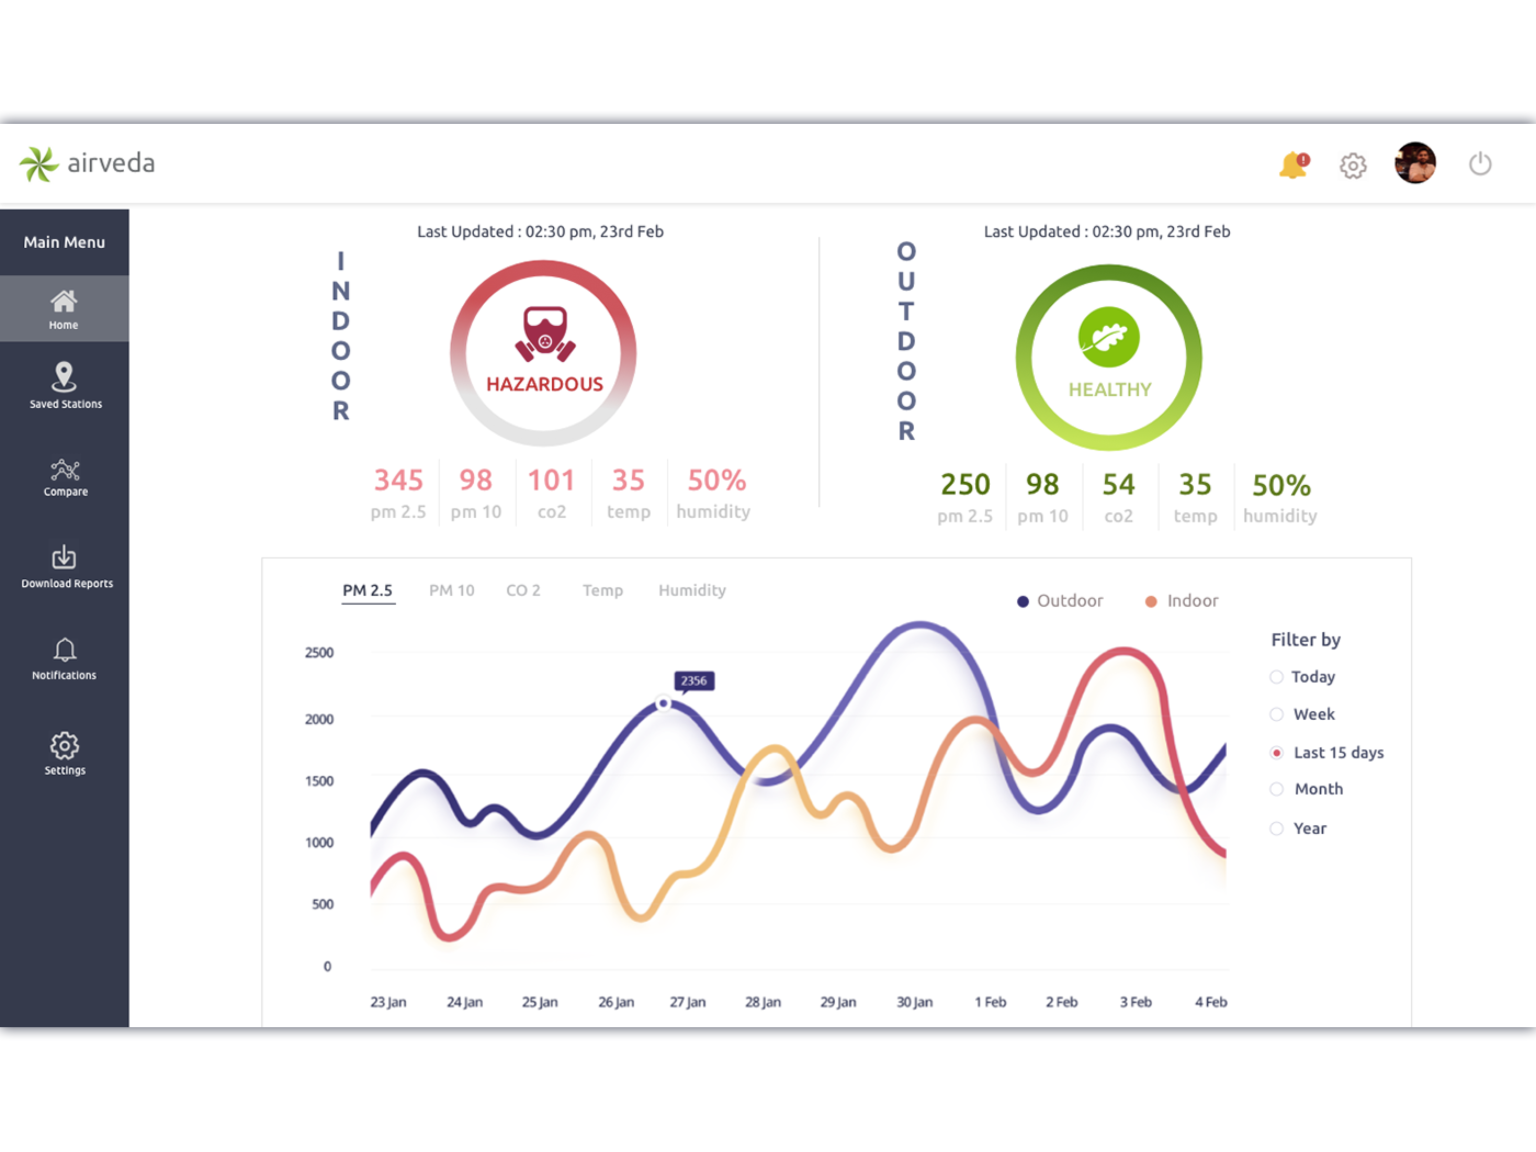 airveda
Main Menu
Home
Saved Stations
Compare
Download Reports
Notifications
Settings
INDOOR
Last Updated : 02:30 pm, 23rd Feb
HAZARDOUS
345 98 101 35 50%
pm 2.5 pm 10 co2 temp humidity
OUTDOOR
Last Updated : 02:30 pm, 23rd Feb
HEALTHY
250 98 54 35 50%
pm 2.5 pm 10 co2 temp humidity
PM 2.5 PM 10 CO 2 Temp Humidity
Outdoor Indoor
2500
2000
1500
1000
500
0
2356
23 Jan 24 Jan 25 Jan 26 Jan 27 Jan 28 Jan 29 Jan 30 Jan 1 Feb 2 Feb 3 Feb 4 Feb
Filter by
Today
Week
Last 15 days
Month
Year